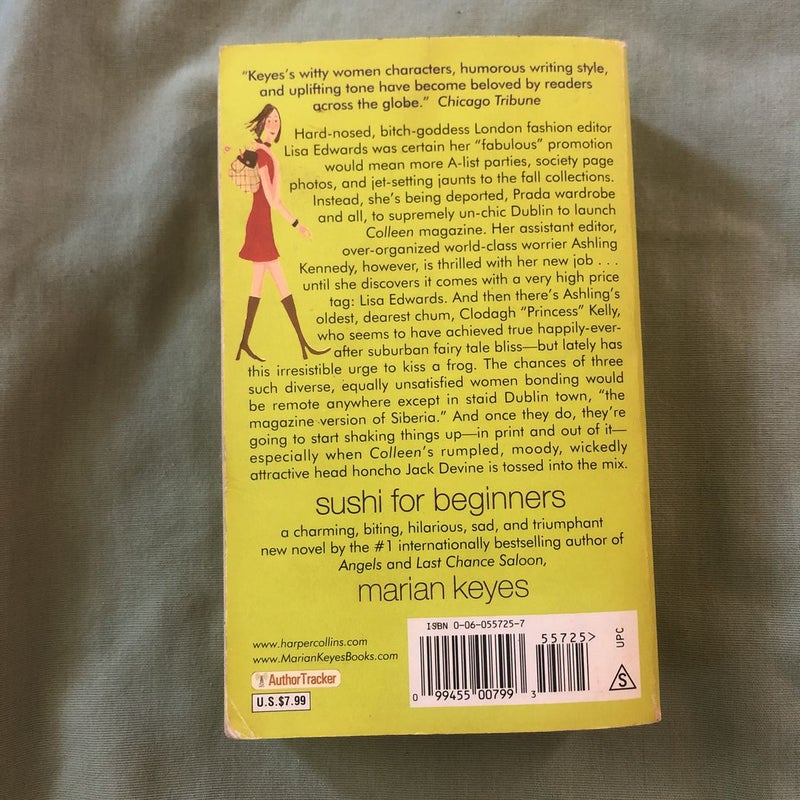 "Keyes's witty women characters, humorous writing style,
and uplifting tone have become beloved by readers
across the globe." Chicago Tribune
Hard-nosed, bitch-goddess London fashion editor
Lisa Edwards was certain her "fabulous" promotion
would mean more A-list parties, society page
photos, and jet-setting jaunts to the fall collections.
Instead, she's being deported, Prada wardrobe
and all, to supremely un-chic Dublin to launch
Colleen magazine. Her assistant editor,
over-organized world-class worrier Ashling
Kennedy, however, is thrilled with her new job . . .
until she discovers it comes with a very high price
tag: Lisa Edwards. And then there's Ashling's
oldest, dearest chum, Clodagh "Princess" Kelly,
who seems to have achieved true happily-ever-
after suburban fairy tale bliss—but lately has
this irresistible urge to kiss a frog. The chances of three
such diverse, equally unsatisfied women bonding would
be remote anywhere except in staid Dublin town, "the
magazine version of Siberia." And once they do, they're
going to start shaking things up—in print and out of it—
especially when Colleen's rumpled, moody, wickedly
attractive head honcho Jack Devine is tossed into the mix.
sushi for beginners
a charming, biting, hilarious, sad, and triumphant
new novel by the #1 internationally bestselling author of
Angels and Last Chance Saloon,
marian keyes
www.harpercollins.com
www.MarianKeyesBooks.com
AuthorTracker
U.S.$7.99
ISBN 0-06-055725-7
55725>
0 99455 00799 3
UPC
S